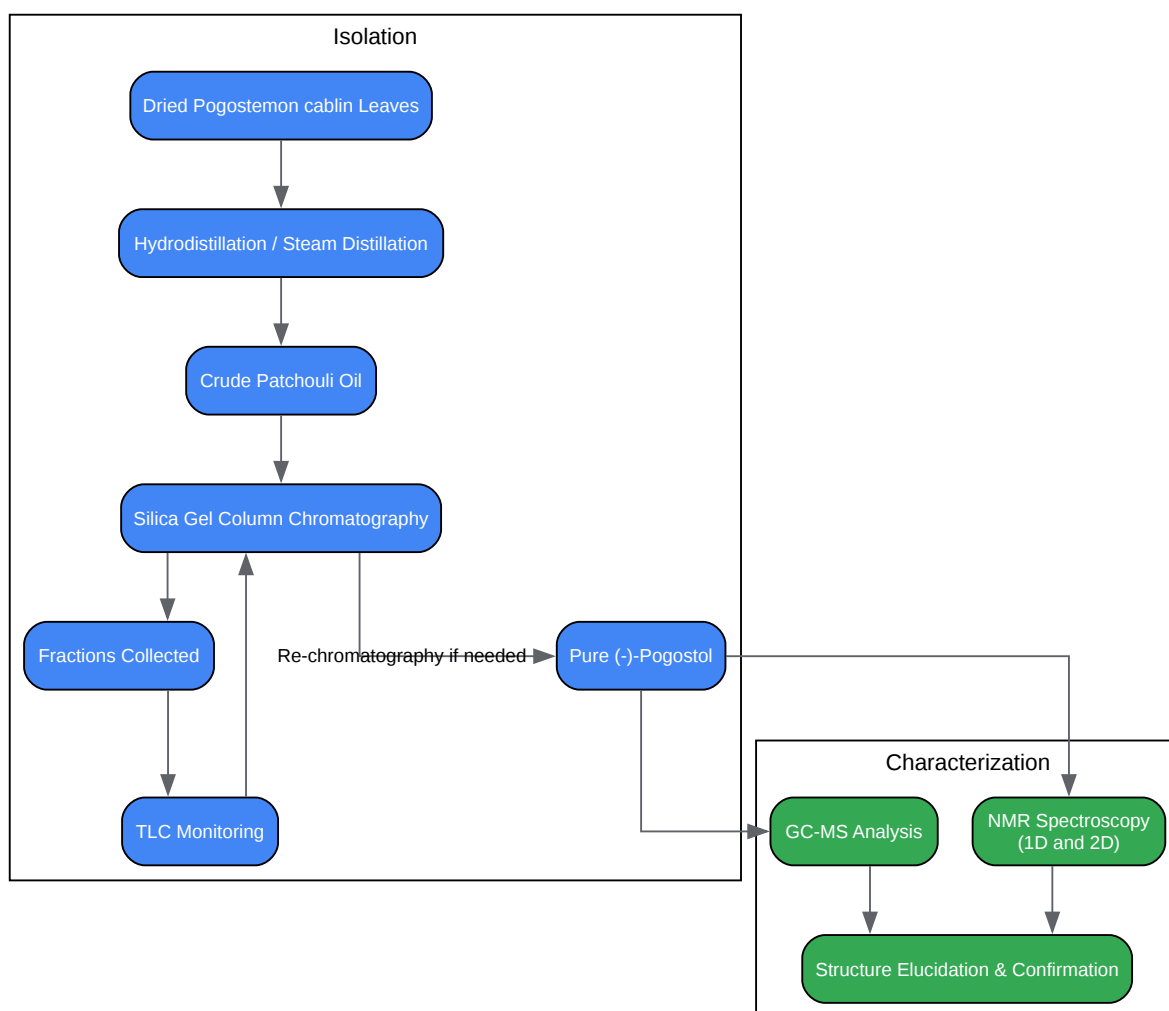 Isolation
Dried Pogostemon cablin Leaves
Hydrodistillation / Steam Distillation
Crude Patchouli Oil
Silica Gel Column Chromatography
Fractions Collected
Re-chromatography if needed
Pure (-)-Pogostol
TLC Monitoring
Characterization
GC-MS Analysis
NMR Spectroscopy
(1D and 2D)
Structure Elucidation & Confirmation